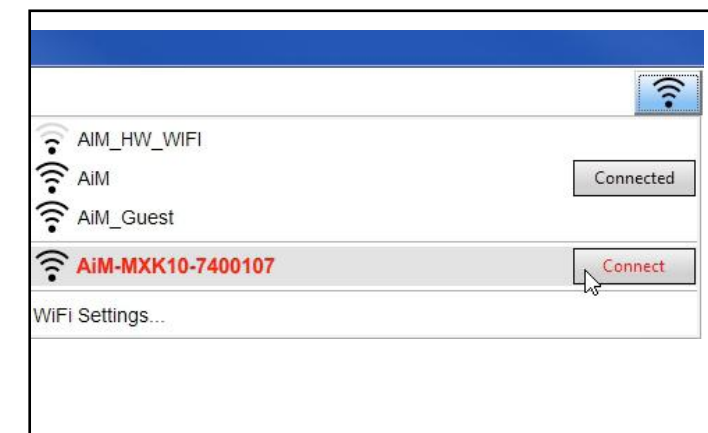 AIM_HW_WIFI
AiM
Connected
AiM_Guest
AiM-MXK10-7400107
Connect
WiFi Settings...